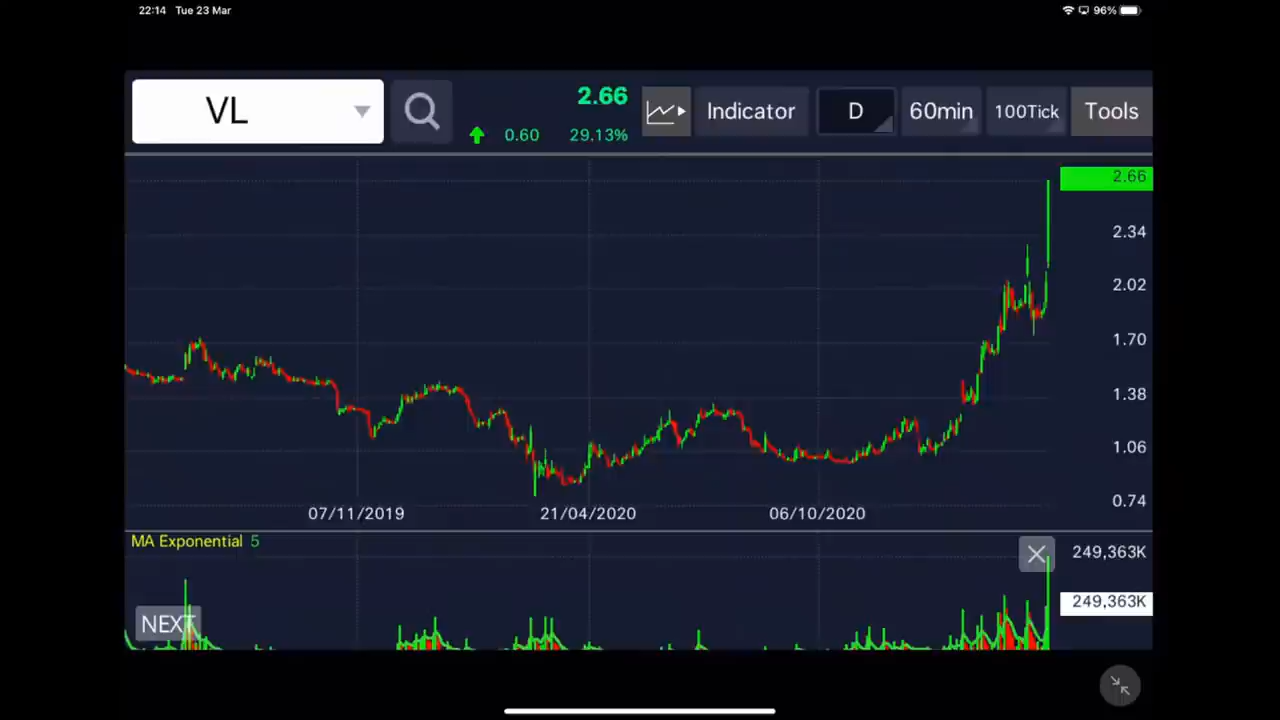 22:14 Tue 23 Mar
96%
VL
2.66
0.60 29.13%
Indicator
D
60min
100Tick
Tools
2.66
2.34
2.02
1.70
1.38
1.06
0.74
07/11/2019 21/04/2020 06/10/2020
MA Exponential 5
249,363K
249,363K
NEXT